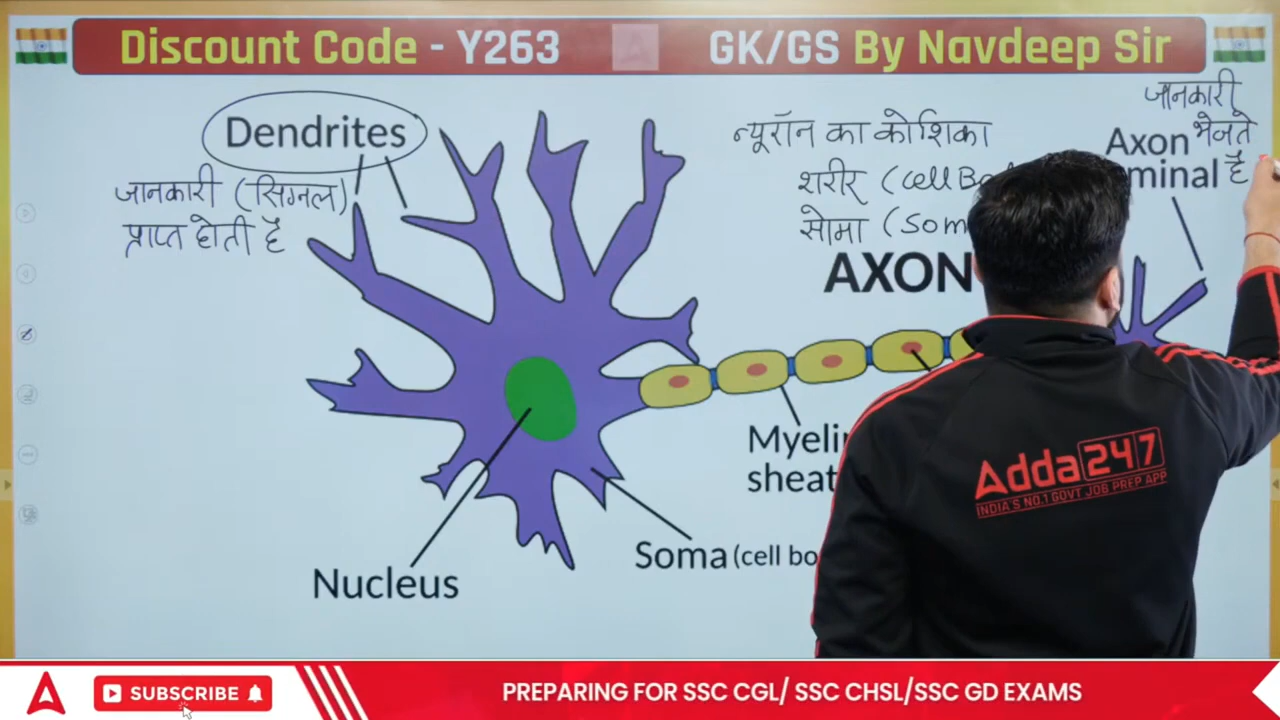 Discount Code - Y263
GK/GS By Navdeep Sir
Dendrites
जानकारी (सिग्नल)
प्राप्त होती है
न्यूरॉन का कोशिका
शरीर (Cell
सोमा (Som
AXON
जानकारी
भेजते
है
Axon
minal
Myeli
sheat
Soma (cell bo
Nucleus
Adda247
INDIA'S NO.1 GOVT JOB PREP APP
SUBSCRIBE
PREPARING FOR SSC CGL/ SSC CHSL/SSC GD EXAMS